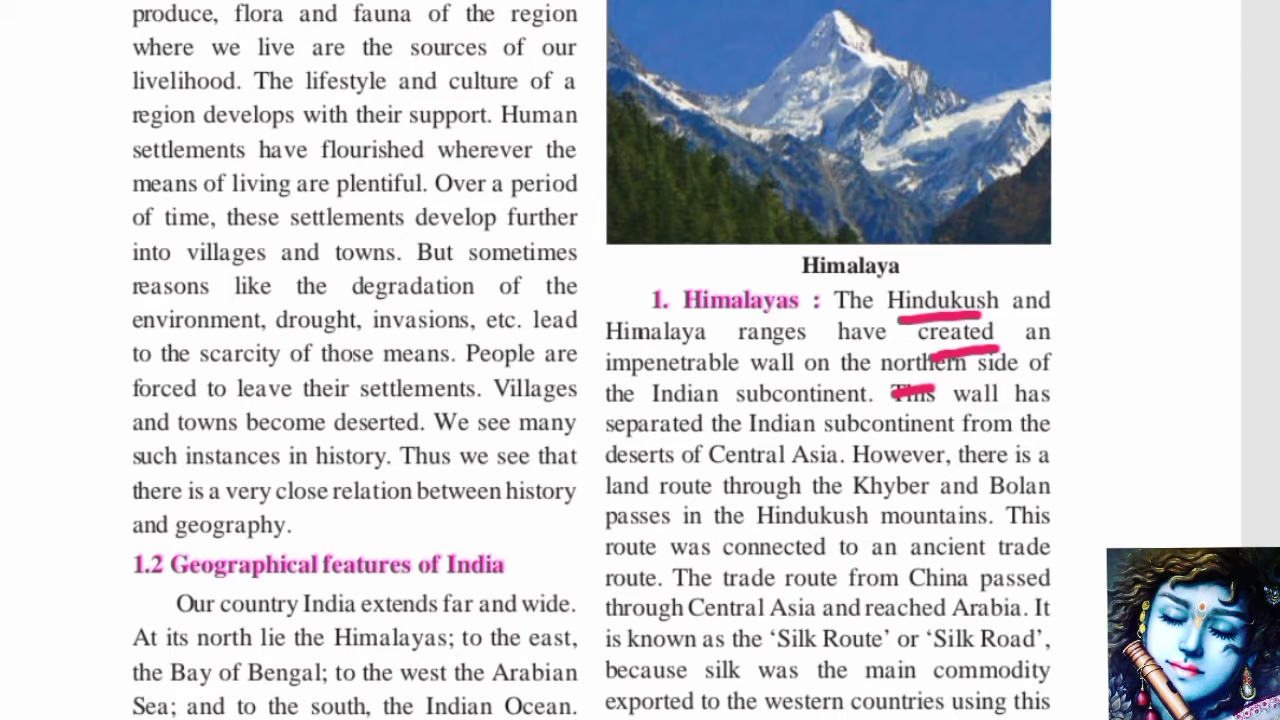 produce, flora and fauna of the region
where we live are the sources of our
livelihood. The lifestyle and culture of a
region develops with their support. Human
settlements have flourished wherever the
means of living are plentiful. Over a period
of time, these settlements develop further
into villages and towns. But sometimes
reasons like the degradation of the
environment, drought, invasions, etc. lead
to the scarcity of those means. People are
forced to leave their settlements. Villages
and towns become deserted. We see many
such instances in history. Thus we see that
there is a very close relation between history
and geography.
1.2 Geographical features of India
Our country India extends far and wide.
At its north lie the Himalayas; to the east,
the Bay of Bengal; to the west the Arabian
Sea; and to the south, the Indian Ocean.
Himalaya
1. Himalayas : The Hindukush and
Himalaya ranges have created an
impenetrable wall on the northern side of
the Indian subcontinent. This wall has
separated the Indian subcontinent from the
deserts of Central Asia. However, there is a
land route through the Khyber and Bolan
passes in the Hindukush mountains. This
route was connected to an ancient trade
route. The trade route from China passed
through Central Asia and reached Arabia. It
is known as the ‘Silk Route’ or ‘Silk Road’,
because silk was the main commodity
exported to the western countries using this